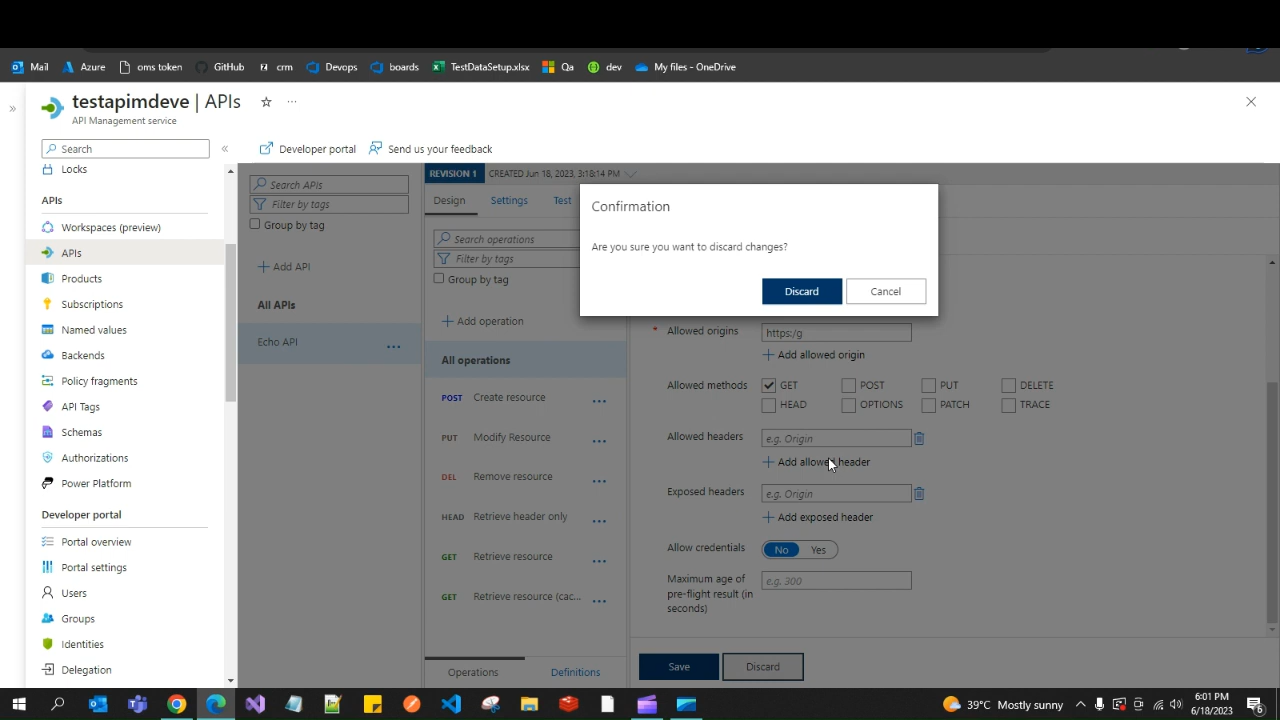 Mail Azure oms token GitHub crm Devops boards TestDataSetup.xlsx Qa dev My files - OneDrive
testapimdeve | APIs
API Management service
Search
Developer portal
Send us your feedback
Locks
APIs
Workspaces (preview)
APIs
Products
Subscriptions
Named values
Backends
Policy fragments
API Tags
Schemas
Authorizations
Power Platform
Developer portal
Portal overview
Portal settings
Users
Groups
Identities
Delegation
Search APIs
Filter by tags
Group by tag
Add API
All APIs
Echo API
REVISION 1 CREATED Jun 18, 2023, 3:18:14 PM
Design Settings Test
Search operations
Filter by tags
Group by tag
Add operation
All operations
POST Create resource
PUT Modify Resource
DEL Remove resource
HEAD Retrieve header only
GET Retrieve resource
GET Retrieve resource (cac...
Operations Definitions
Confirmation
Are you sure you want to discard changes?
Discard Cancel
* Allowed origins https:/g
Add allowed origin
Allowed methods GET POST PUT DELETE
HEAD OPTIONS PATCH TRACE
Allowed headers e.g. Origin
Add allowed header
Exposed headers e.g. Origin
Add exposed header
Allow credentials No Yes
Maximum age of e.g. 300
pre-flight result (in
seconds)
Save Discard
39°C Mostly sunny
6:01 PM
6/18/2023
6